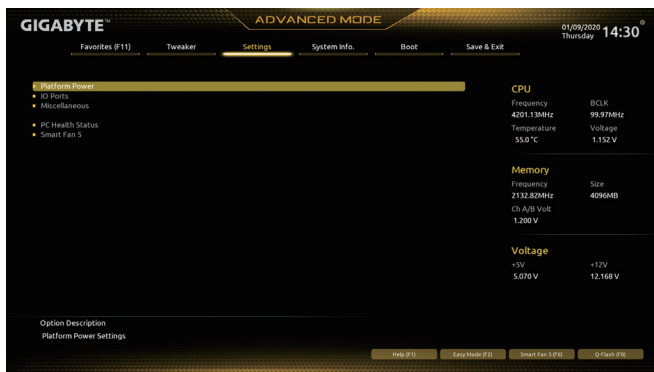 GIGABYTE™
ADVANCED MODE
01/09/2020
Thursday 14:30
Favorites (F11) Tweaker Settings System Info. Boot Save & Exit
Platform Power
IO Ports
Miscellaneous
PC Health Status
Smart Fan 5
CPU
Frequency BCLK
4201.13MHz 99.97MHz
Temperature Voltage
55.0 °C 1.152 V
Memory
Frequency Size
2132.82MHz 4096MB
Ch A/B Volt
1.200 V
Voltage
+5V +12V
5.070 V 12.168 V
Option Description
Platform Power Settings
Help (F1) Easy Mode (F2) Smart Fan 5 (F6) Q-Flash (F8)